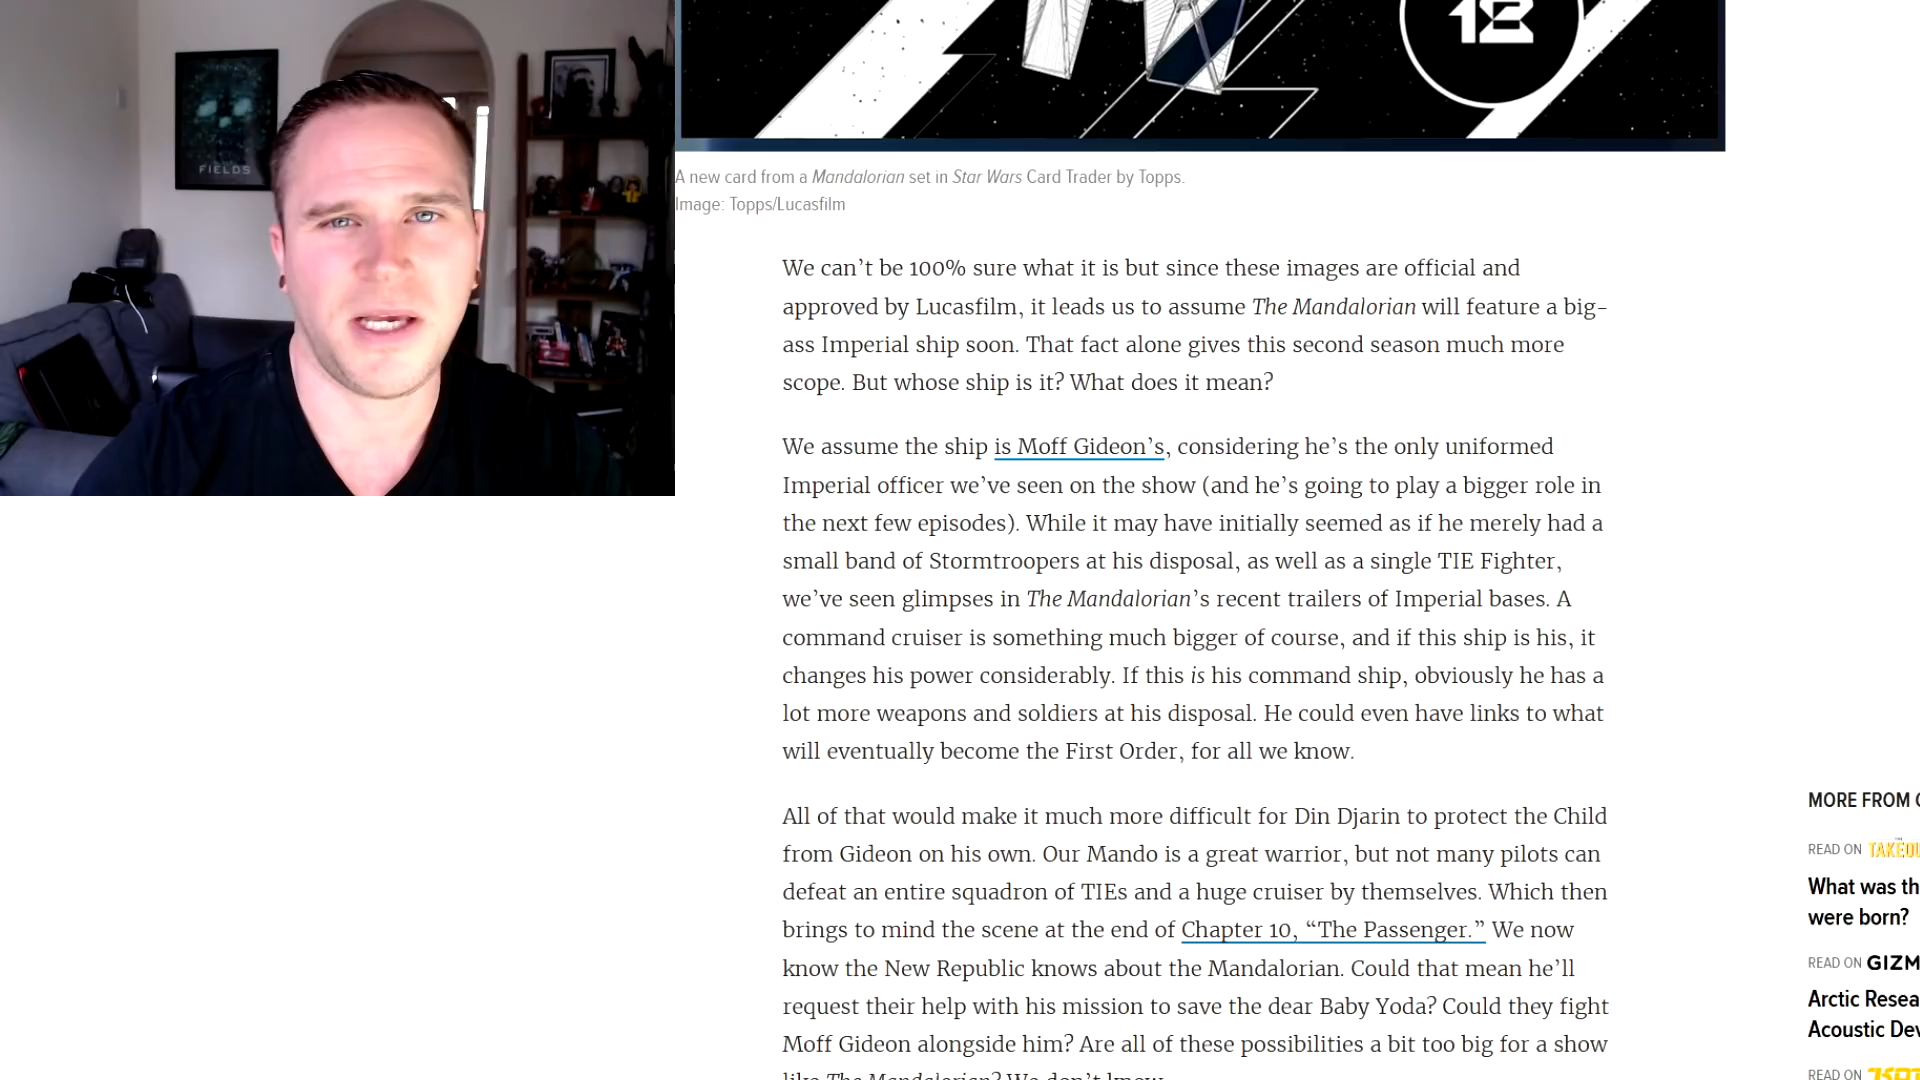 FIELDS
18
A new card from a Mandalorian set in Star Wars Card Trader by Topps.
Image: Topps/Lucasfilm
We can’t be 100% sure what it is but since these images are official and
approved by Lucasfilm, it leads us to assume The Mandalorian will feature a big-
ass Imperial ship soon. That fact alone gives this second season much more
scope. But whose ship is it? What does it mean?
We assume the ship is Moff Gideon’s, considering he’s the only uniformed
Imperial officer we’ve seen on the show (and he’s going to play a bigger role in
the next few episodes). While it may have initially seemed as if he merely had a
small band of Stormtroopers at his disposal, as well as a single TIE Fighter,
we’ve seen glimpses in The Mandalorian’s recent trailers of Imperial bases. A
command cruiser is something much bigger of course, and if this ship is his, it
changes his power considerably. If this is his command ship, obviously he has a
lot more weapons and soldiers at his disposal. He could even have links to what
will eventually become the First Order, for all we know.
All of that would make it much more difficult for Din Djarin to protect the Child
from Gideon on his own. Our Mando is a great warrior, but not many pilots can
defeat an entire squadron of TIEs and a huge cruiser by themselves. Which then
brings to mind the scene at the end of Chapter 10, “The Passenger.” We now
know the New Republic knows about the Mandalorian. Could that mean he’ll
request their help with his mission to save the dear Baby Yoda? Could they fight
Moff Gideon alongside him? Are all of these possibilities a bit too big for a show
like The Mandalorian? We don’t know
MORE FROM
READ ON
What was th
were born?
READ ON GIZM
Arctic Resea
Acoustic Dev
READ ON